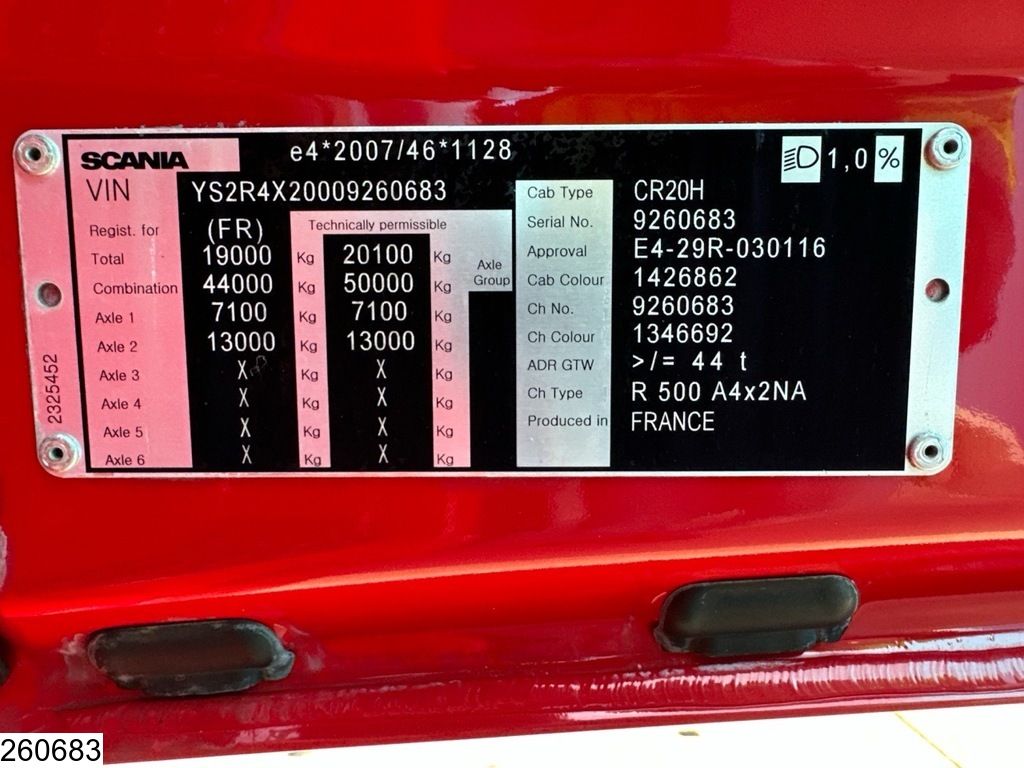 SCANIA e4*2007/46*1128 1,0 %
VIN YS2R4X20009260683
Regist. for (FR) Technically permissible
Total 19000 Kg 20100 Kg Axle Group
Combination 44000 Kg 50000 Kg
Axle 1 7100 Kg 7100 Kg
Axle 2 13000 Kg 13000 Kg
Axle 3 X Kg X Kg
Axle 4 X Kg X Kg
Axle 5 X Kg X Kg
Axle 6 X Kg X Kg
Cab Type CR20H
Serial No. 9260683
Approval E4-29R-030116
Cab Colour 1426862
Ch No. 9260683
Ch Colour 1346692
ADR GTW >/= 44 t
Ch Type R 500 A4x2NA
Produced in FRANCE
2325452
260683